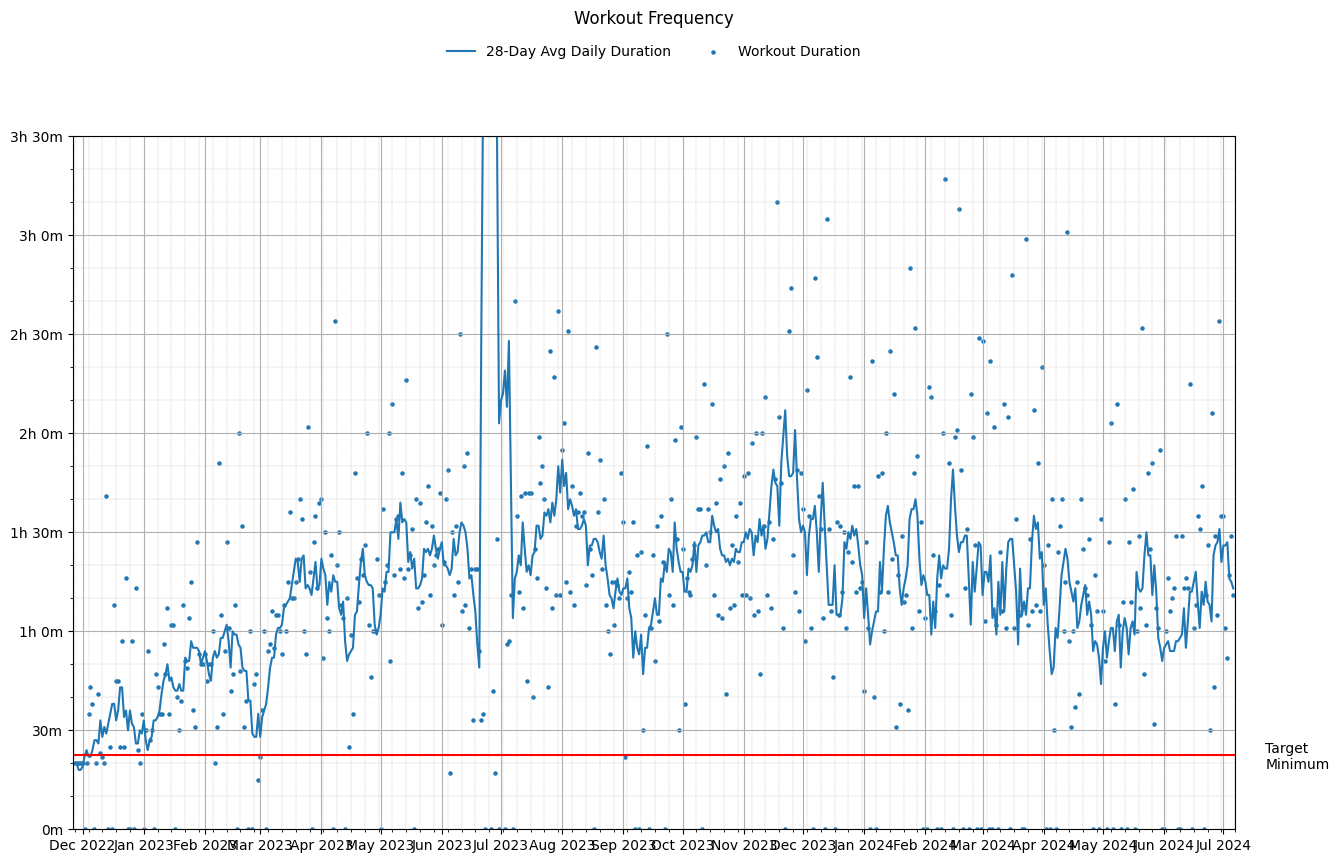 Workout Frequency
28-Day Avg Daily Duration
Workout Duration
3h 30m
3h 0m
2h 30m
2h 0m
1h 30m
1h 0m
30m
0m
Target
Minimum
Dec 2022 Jan 2023 Feb 2023 Mar 2023 Apr 2023 May 2023 Jun 2023 Jul 2023 Aug 2023 Sep 2023 Oct 2023 Nov 2023 Dec 2023 Jan 2024 Feb 2024 Mar 2024 Apr 2024 May 2024 Jun 2024 Jul 2024